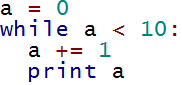 a = 0
while a < 10:
  a += 1
  print a